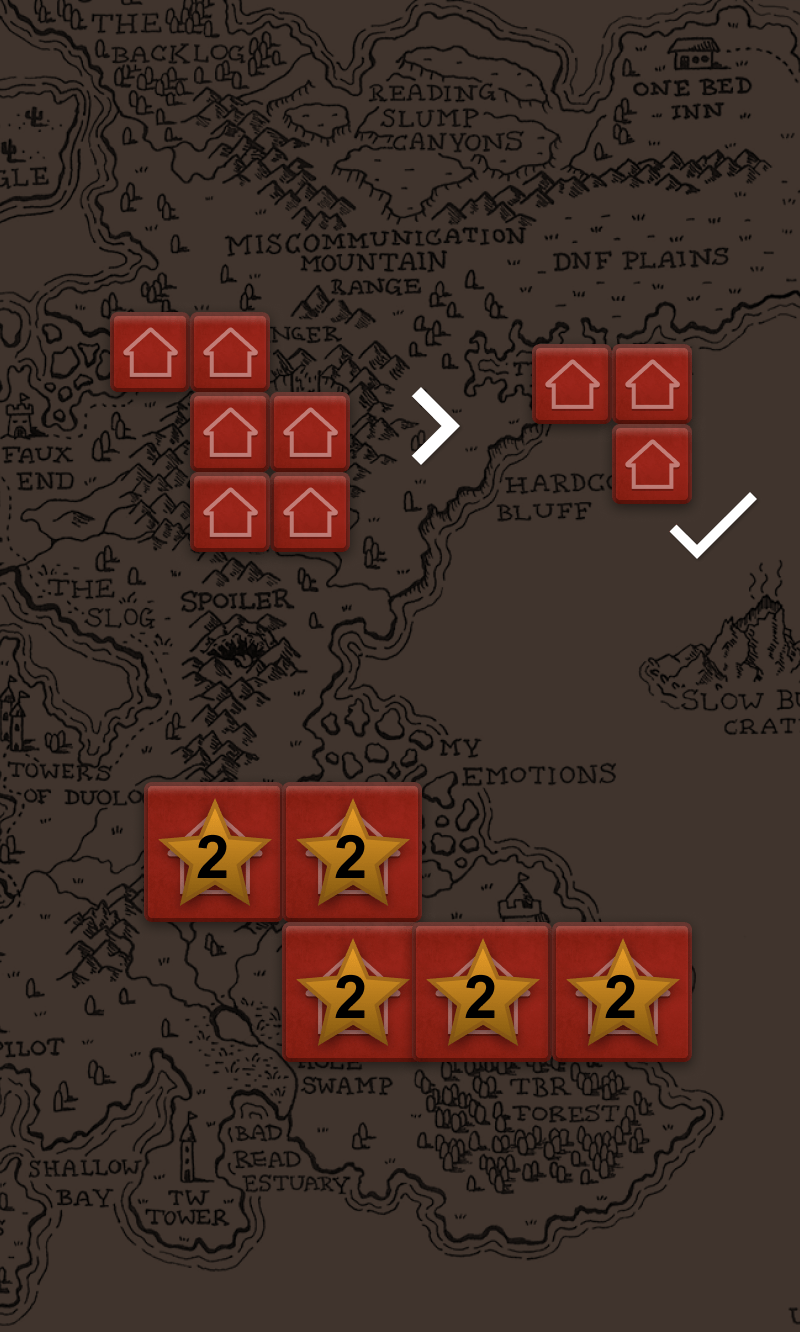 THE
BACKLOG
READING
SLUMP
CANYONS
ONE BED
INN
GLE
MISCOMMUNICATION
MOUNTAIN
RANGE
DNF PLAINS
NGER
FAUX
END
HARDCO
BLUFF
THE
SLOG
SPOILER
SLOW BU
CRAT
MY
EMOTIONS
TOWERS
OF DUOLO
2 2
2 2 2
PILOT
HOLE
SWAMP
TBR
FOREST
BAD
READ
ESTUARY
SHALLOW
BAY
TW
TOWER